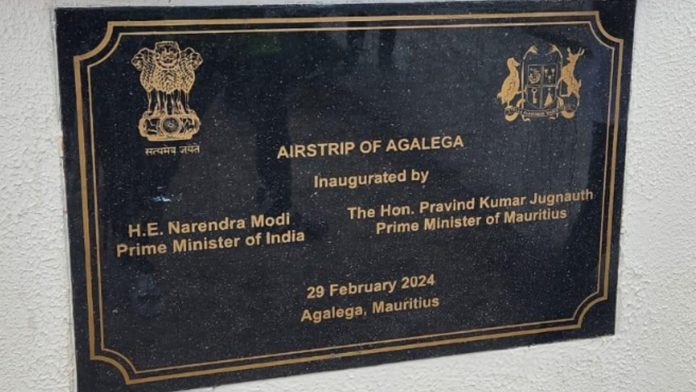 सत्यमेव जयते
AIRSTRIP OF AGALEGA
Inaugurated by
H.E. Narendra Modi
Prime Minister of India
The Hon. Pravind Kumar Jugnauth
Prime Minister of Mauritius
29 February 2024
Agalega, Mauritius